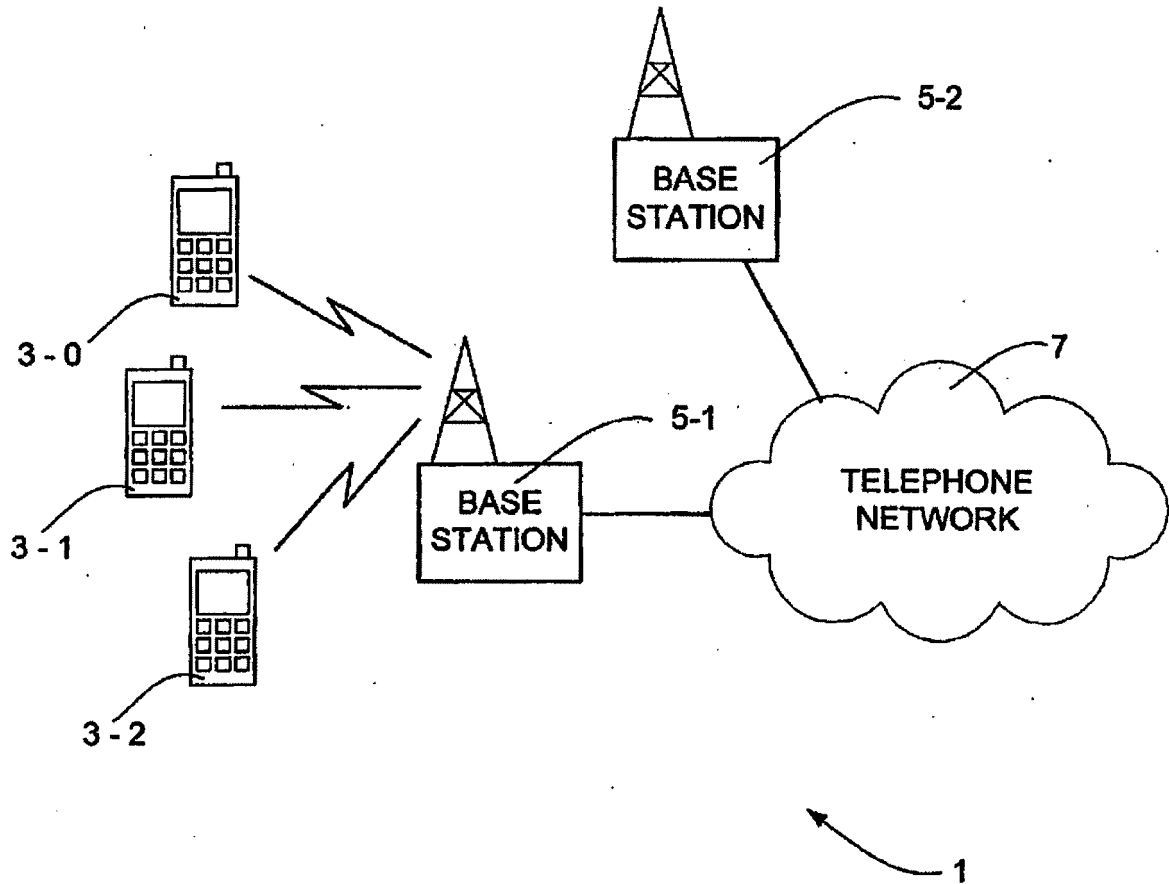 5-2
BASE
STATION
3 - 0
7
5-1
3 - 1
BASE
STATION
TELEPHONE
NETWORK
3 - 2
1